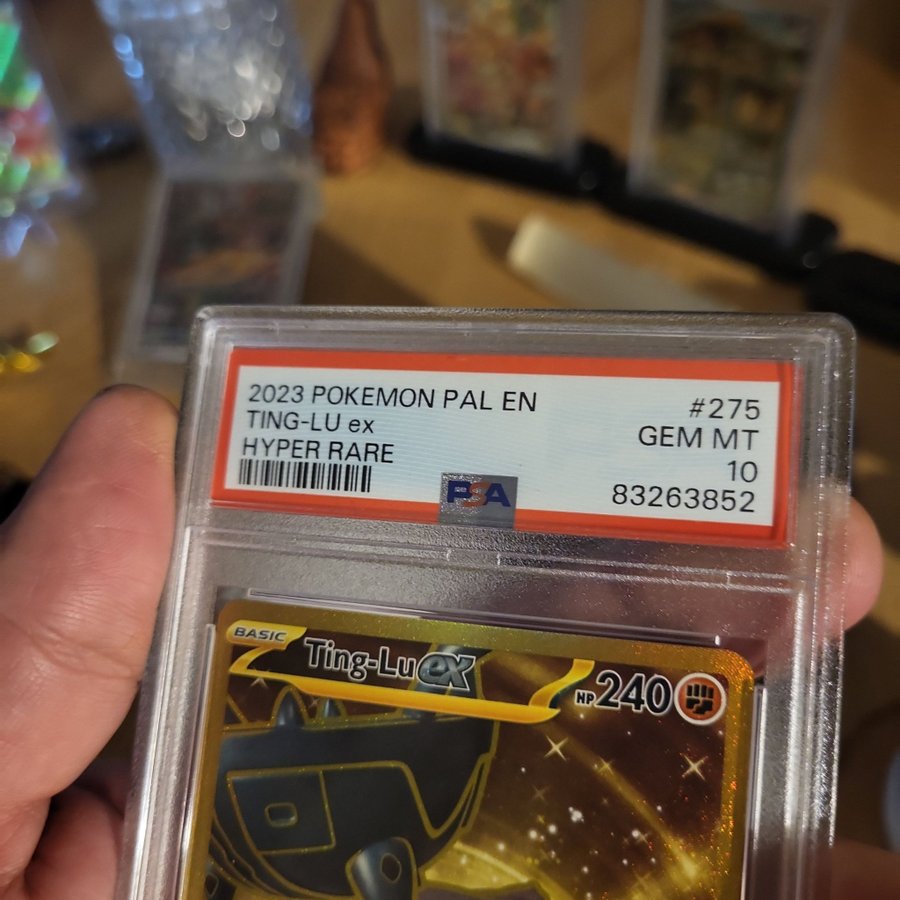 2023 POKEMON PAL EN #275
TING-LU ex GEM MT
HYPER RARE 10
PSA 83263852
BASIC Ting-Lu ex HP 240